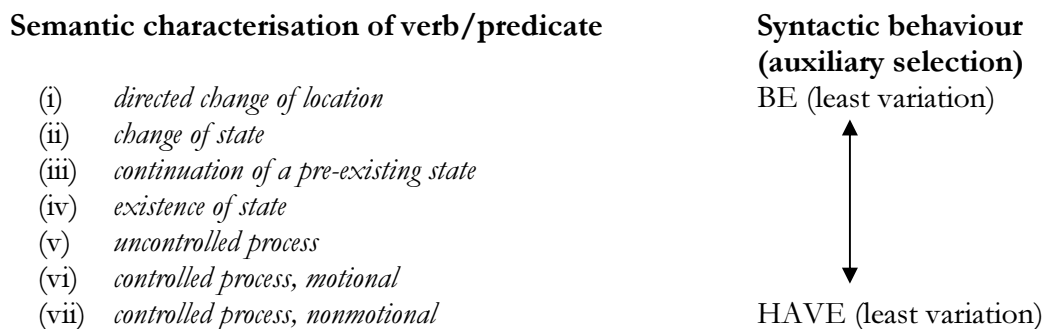 Semantic characterisation of verb/predicate Syntactic behaviour
(auxiliary selection)
(i) directed change of location BE (least variation)
(ii) change of state
(iii) continuation of a pre-existing state
(iv) existence of state
(v) uncontrolled process
(vi) controlled process, motional
(vii) controlled process, nonmotional HAVE (least variation)